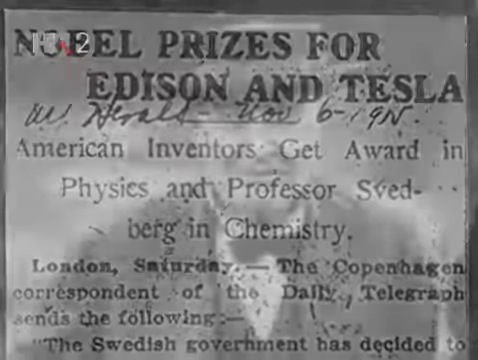 NOBEL PRIZES FOR
EDISON AND TESLA
Herald - Nov 6-1915.
American Inventors Get Award in
Physics and Professor Sved-
berg in Chemistry.
London, Saturday.—The Copenhagen
correspondent of the Daily Telegraph
sends the following:—
"The Swedish government has decided to